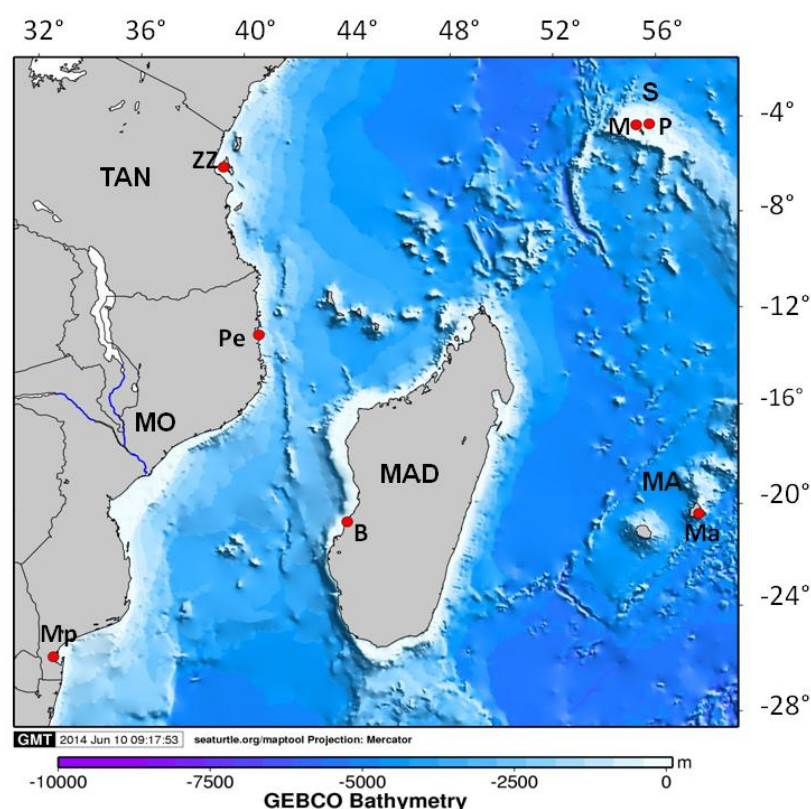 32° 36° 40° 44° 48° 52° 56°
S
M P
-4°
ZZ
TAN
-8°
-12°
Pe
-16°
MO
MAD
MA
-20°
B
Ma
-24°
Mp
-28°
GMT 2014 Jun 10 09:17:53 seaturtle.org/maptool Projection: Mercator
m
-10000 -7500 -5000 -2500 0
GEBCO Bathymetry